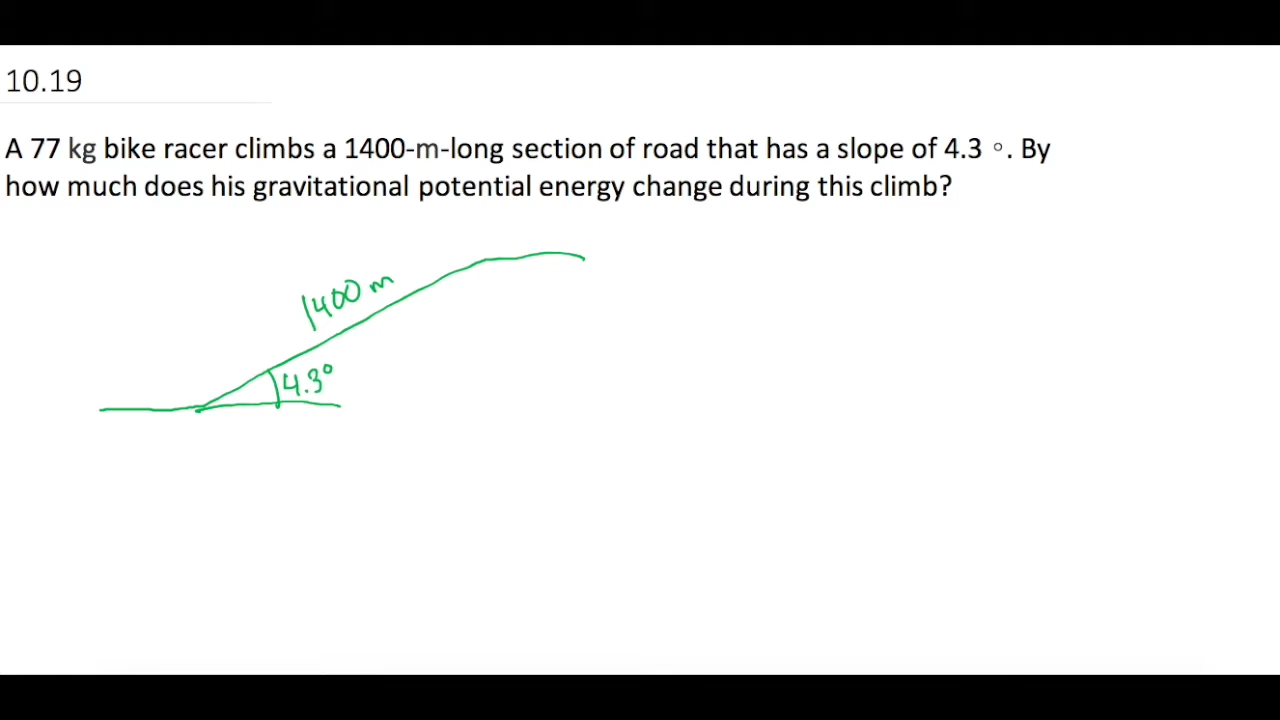 10.19
A 77 kg bike racer climbs a 1400-m-long section of road that has a slope of 4.3 °. By
how much does his gravitational potential energy change during this climb?
1400 m
4.3°